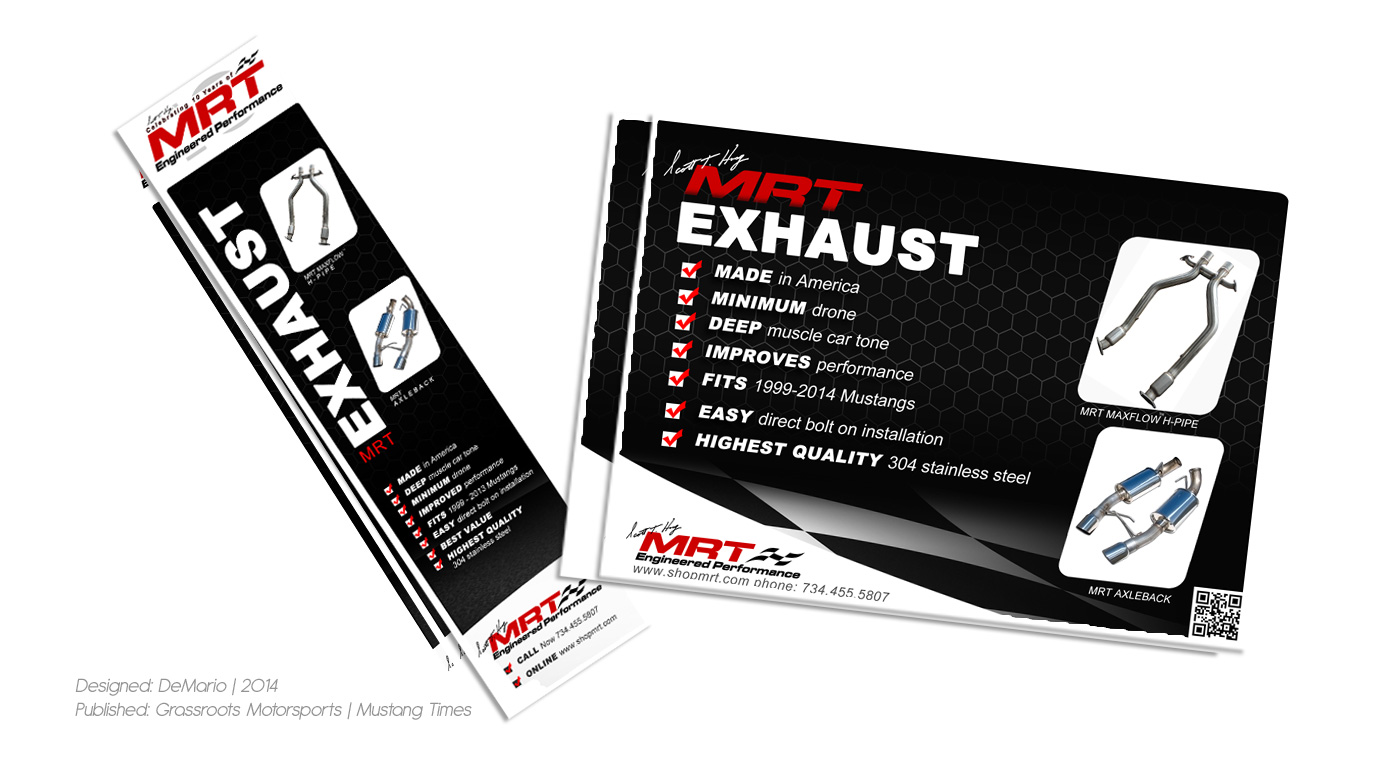 Celebrating 10 Years of
MRT
Engineered Performance
EXHAUST
MRT MAXFLOW
H-PIPE
MRT
AXLEBACK
MRT
MADE in America
DEEP muscle car tone
MINIMUM drone
IMPROVED performance
FITS 1999 - 2013 Mustangs
EASY direct bolt on installation
BEST VALUE
HIGHEST QUALITY
304 stainless steel
MRT
Engineered Performance
CALL Now 734.455.5807
ONLINE www.shopmrt.com
MRT
EXHAUST
MADE in America
MINIMUM drone
DEEP muscle car tone
IMPROVES performance
FITS 1999-2014 Mustangs
EASY direct bolt on installation
HIGHEST QUALITY 304 stainless steel
MRT MAXFLOW™ H-PIPE
MRT AXLEBACK
MRT
Engineered Performance
www.shopmrt.com phone: 734.455.5807
Designed: DeMario | 2014
Published: Grassroots Motorsports | Mustang Times